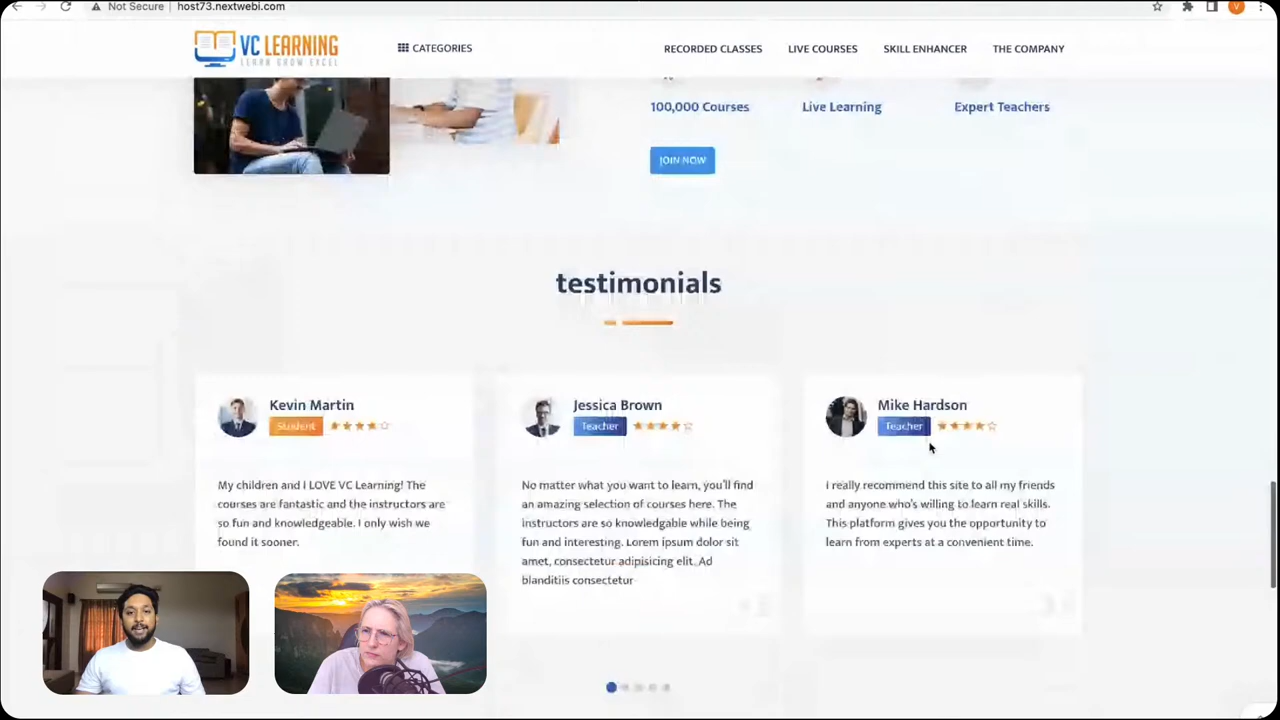 Not Secure host73.nextwebi.com
VC LEARNING
LEARN GROW EXCEL
CATEGORIES
RECORDED CLASSES LIVE COURSES SKILL ENHANCER THE COMPANY
100,000 Courses Live Learning Expert Teachers
JOIN NOW
testimonials
Kevin Martin
Student
My children and I LOVE VC Learning! The
courses are fantastic and the instructors are
so fun and knowledgeable. I only wish we
found it sooner.
Jessica Brown
Teacher
No matter what you want to learn, you'll find
an amazing selection of courses here. The
instructors are so knowledgable while being
fun and interesting. Lorem ipsum dolor sit
amet, consectetur adipisicing elit. Ad
blanditiis consectetur
Mike Hardson
Teacher
I really recommend this site to all my friends
and anyone who's willing to learn real skills.
This platform gives you the opportunity to
learn from experts at a convenient time.